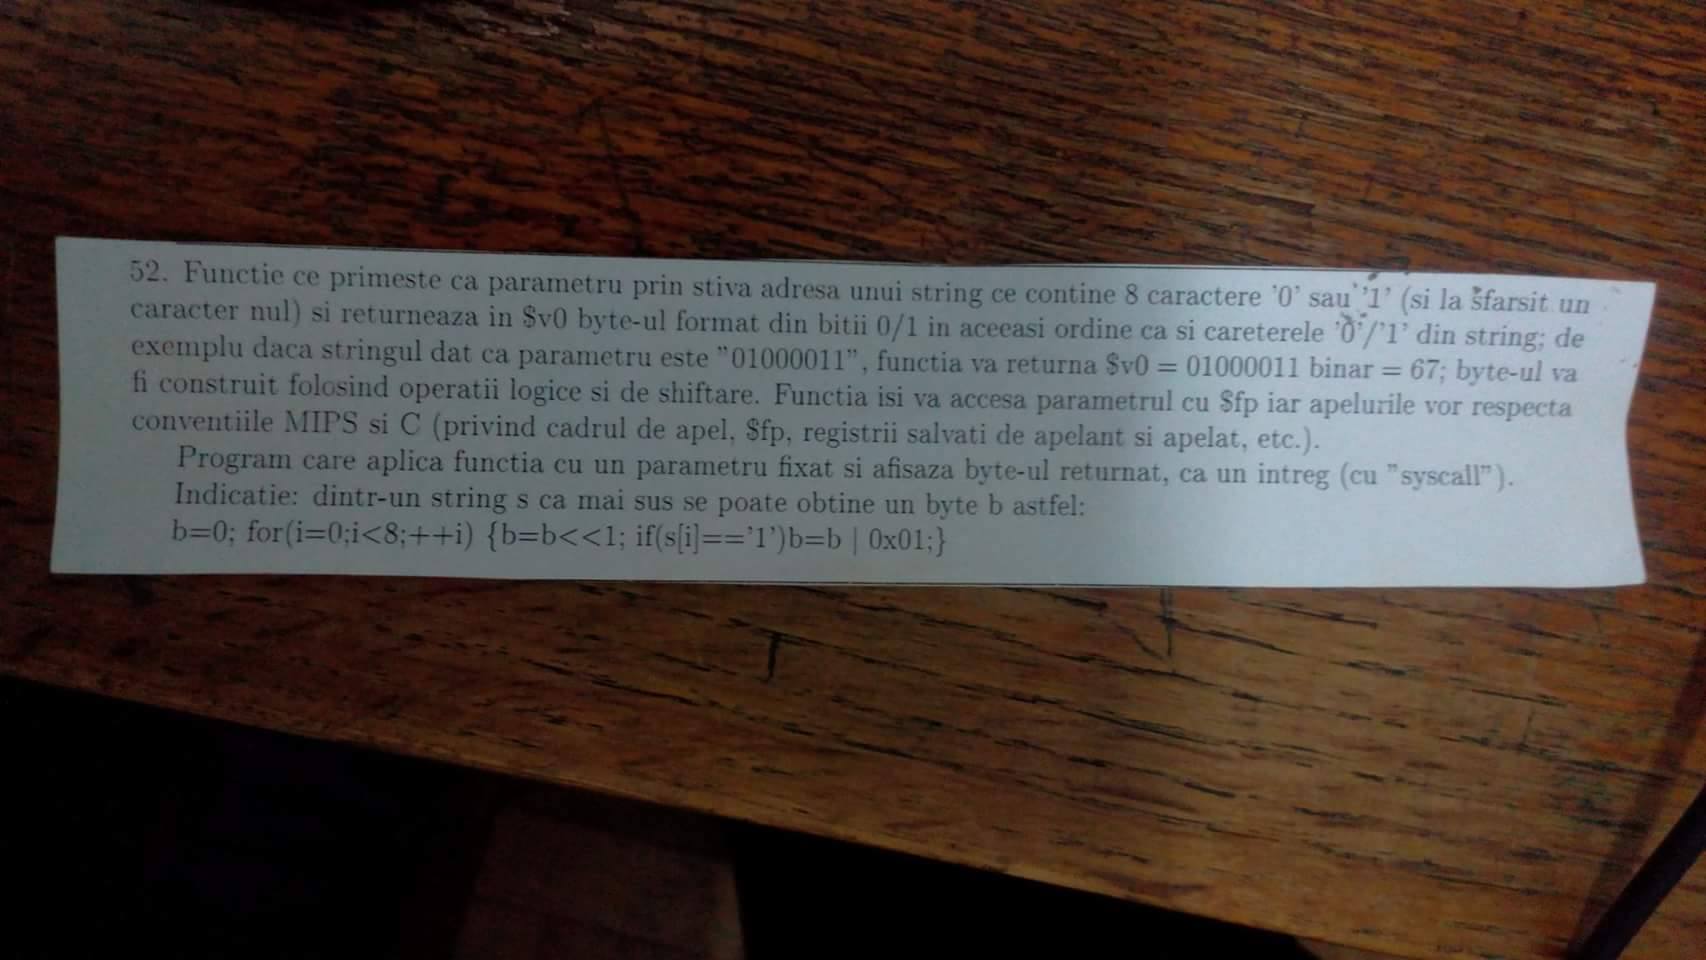 52. Functie ce primeste ca parametru prin stiva adresa unui string ce contine 8 caractere '0' sau '1' (si la sfarsit un
caracter nul) si returneaza in $v0 byte-ul format din bitii 0/1 in aceeasi ordine ca si careterele '0'/'1' din string; de
exemplu daca stringul dat ca parametru este "01000011", functia va returna $v0 = 01000011 binar = 67; byte-ul va
fi construit folosind operatii logice si de shiftare. Functia isi va accesa parametrul cu $fp iar apelurile vor respecta
conventiile MIPS si C (privind cadrul de apel, $fp, registrii salvati de apelant si apelat, etc.).
Program care aplica functia cu un parametru fixat si afisaza byte-ul returnat, ca un intreg (cu "syscall").
Indicatie: dintr-un string s ca mai sus se poate obtine un byte b astfel:
b=0; for(i=0;i<8;++i) {b=b<<1; if(s[i]=='1')b=b | 0x01;}